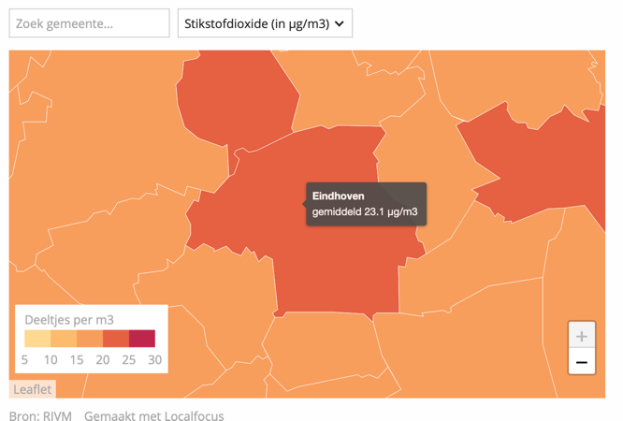 Zoek gemeente...
Stikstofdioxide (in µg/m3)
Eindhoven
gemiddeld 23.1 µg/m3
Deeltjes per m3
5 10 15 20 25 30
+
−
Leaflet
Bron: RIVM Gemaakt met Localfocus